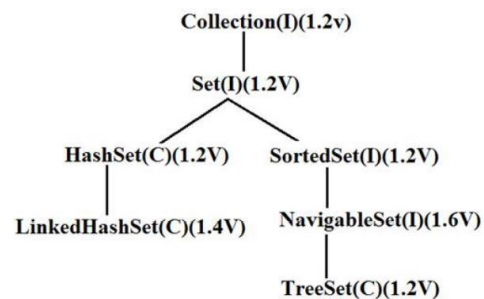 Collection(I)(1.2v)
Set(I)(1.2V)
HashSet(C)(1.2V) SortedSet(I)(1.2V)
LinkedHashSet(C)(1.4V) NavigableSet(I)(1.6V)
TreeSet(C)(1.2V)